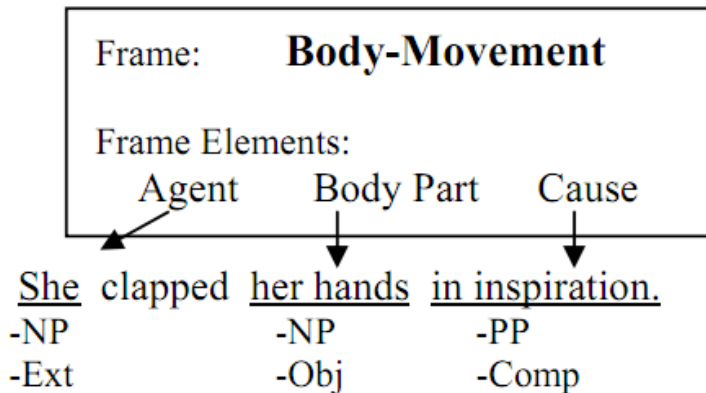 Frame: Body-Movement
Frame Elements:
Agent Body Part Cause
She clapped her hands in inspiration.
-NP -NP -PP
-Ext -Obj -Comp